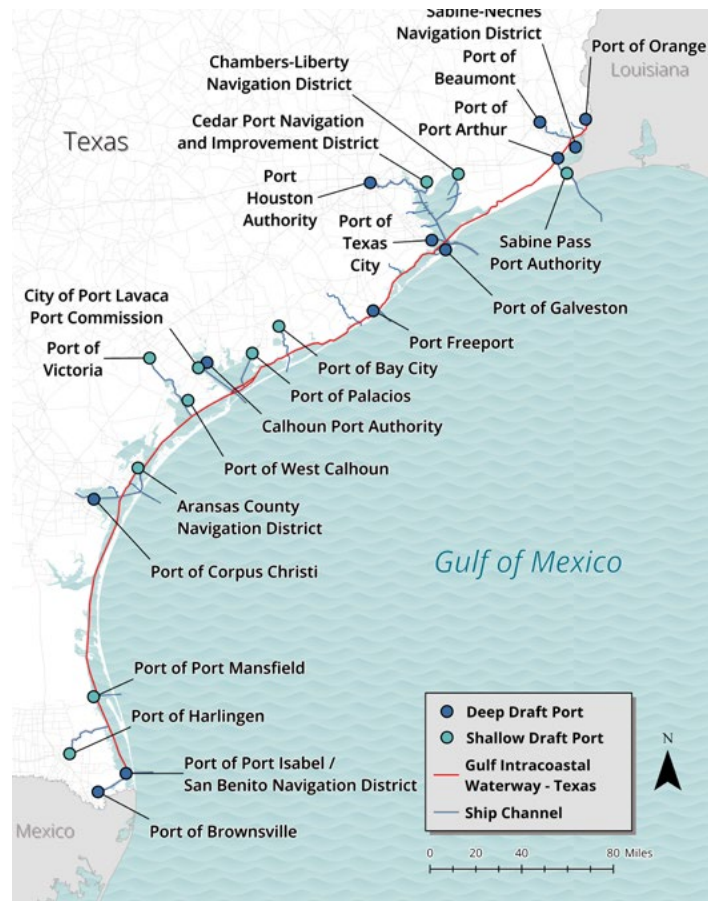 Sabine-Neches
Navigation District
Port of Orange
Port of
Beaumont
Louisiana
Chambers-Liberty
Navigation District
Port of
Port Arthur
Texas
Cedar Port Navigation
and Improvement District
Port
Houston
Authority
Port of
Texas
City
Sabine Pass
Port Authority
City of Port Lavaca
Port Commission
Port of Galveston
Port of
Victoria
Port Freeport
Port of Bay City
Port of Palacios
Calhoun Port Authority
Port of West Calhoun
Aransas County
Navigation District
Gulf of Mexico
Port of Corpus Christi
Port of Port Mansfield
Port of Harlingen
Port of Port Isabel /
San Benito Navigation District
Mexico
Port of Brownsville
Deep Draft Port
Shallow Draft Port
Gulf Intracoastal
Waterway - Texas
Ship Channel
N
0 20 40 60 80 Miles